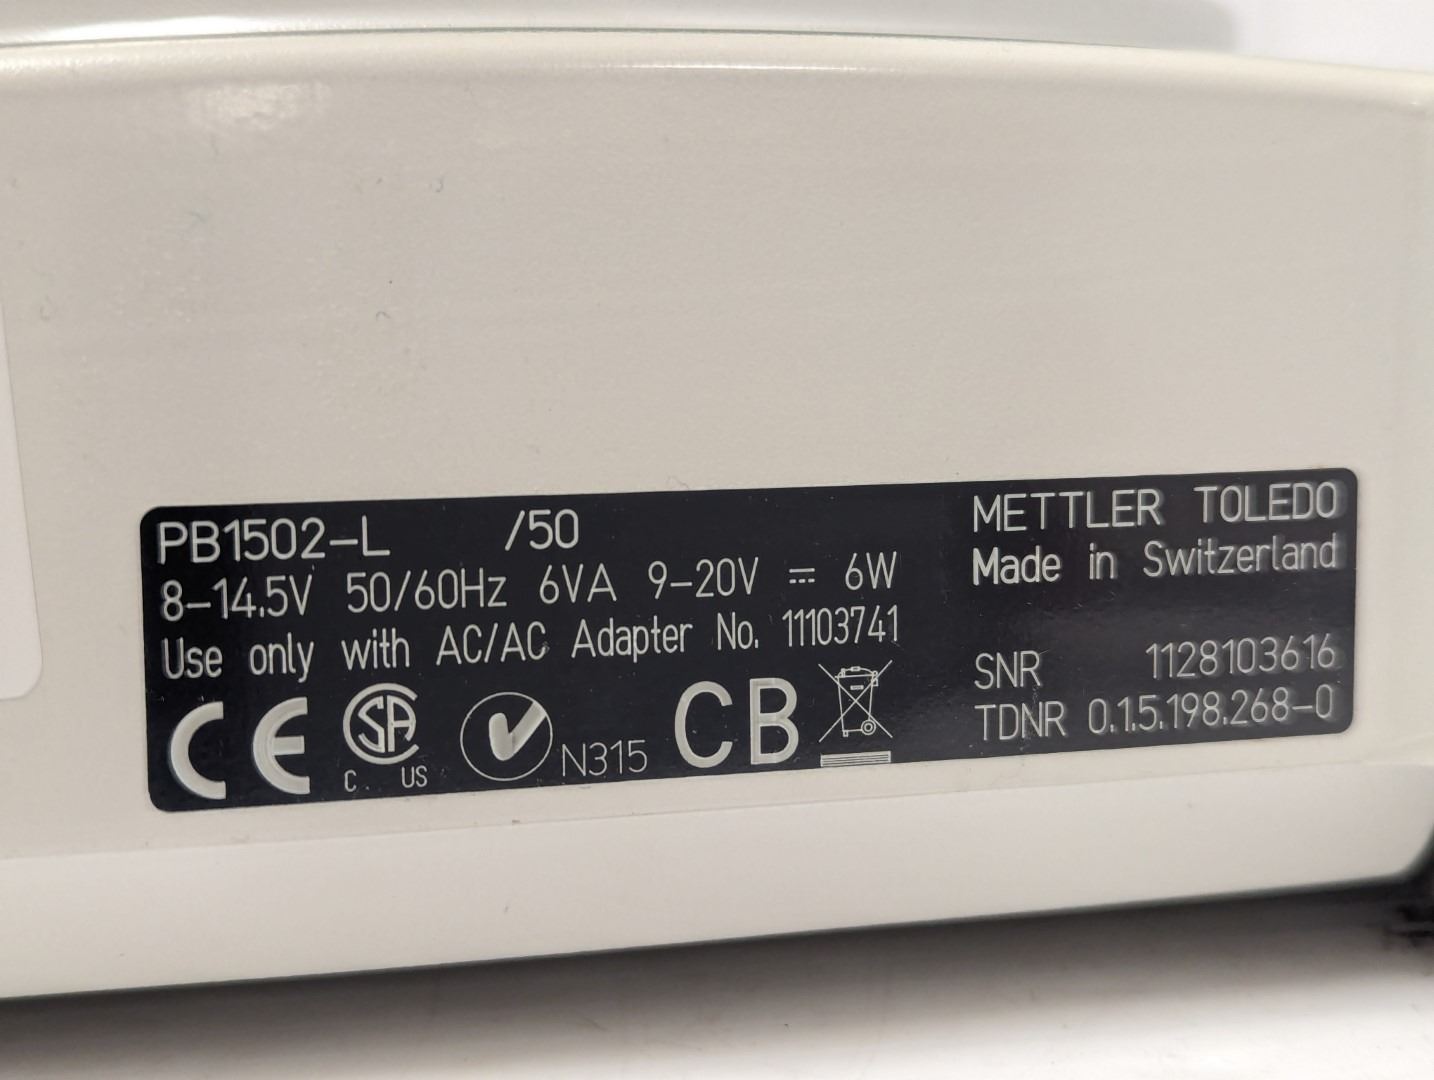 PB1502-L /50
8-14.5V 50/60Hz 6VA 9-20V ⎓ 6W
Use only with AC/AC Adapter No. 11103741
CE SA C US N315 CB
METTLER TOLEDO
Made in Switzerland
SNR 1128103616
TDNR 0.1.5.198.268-0